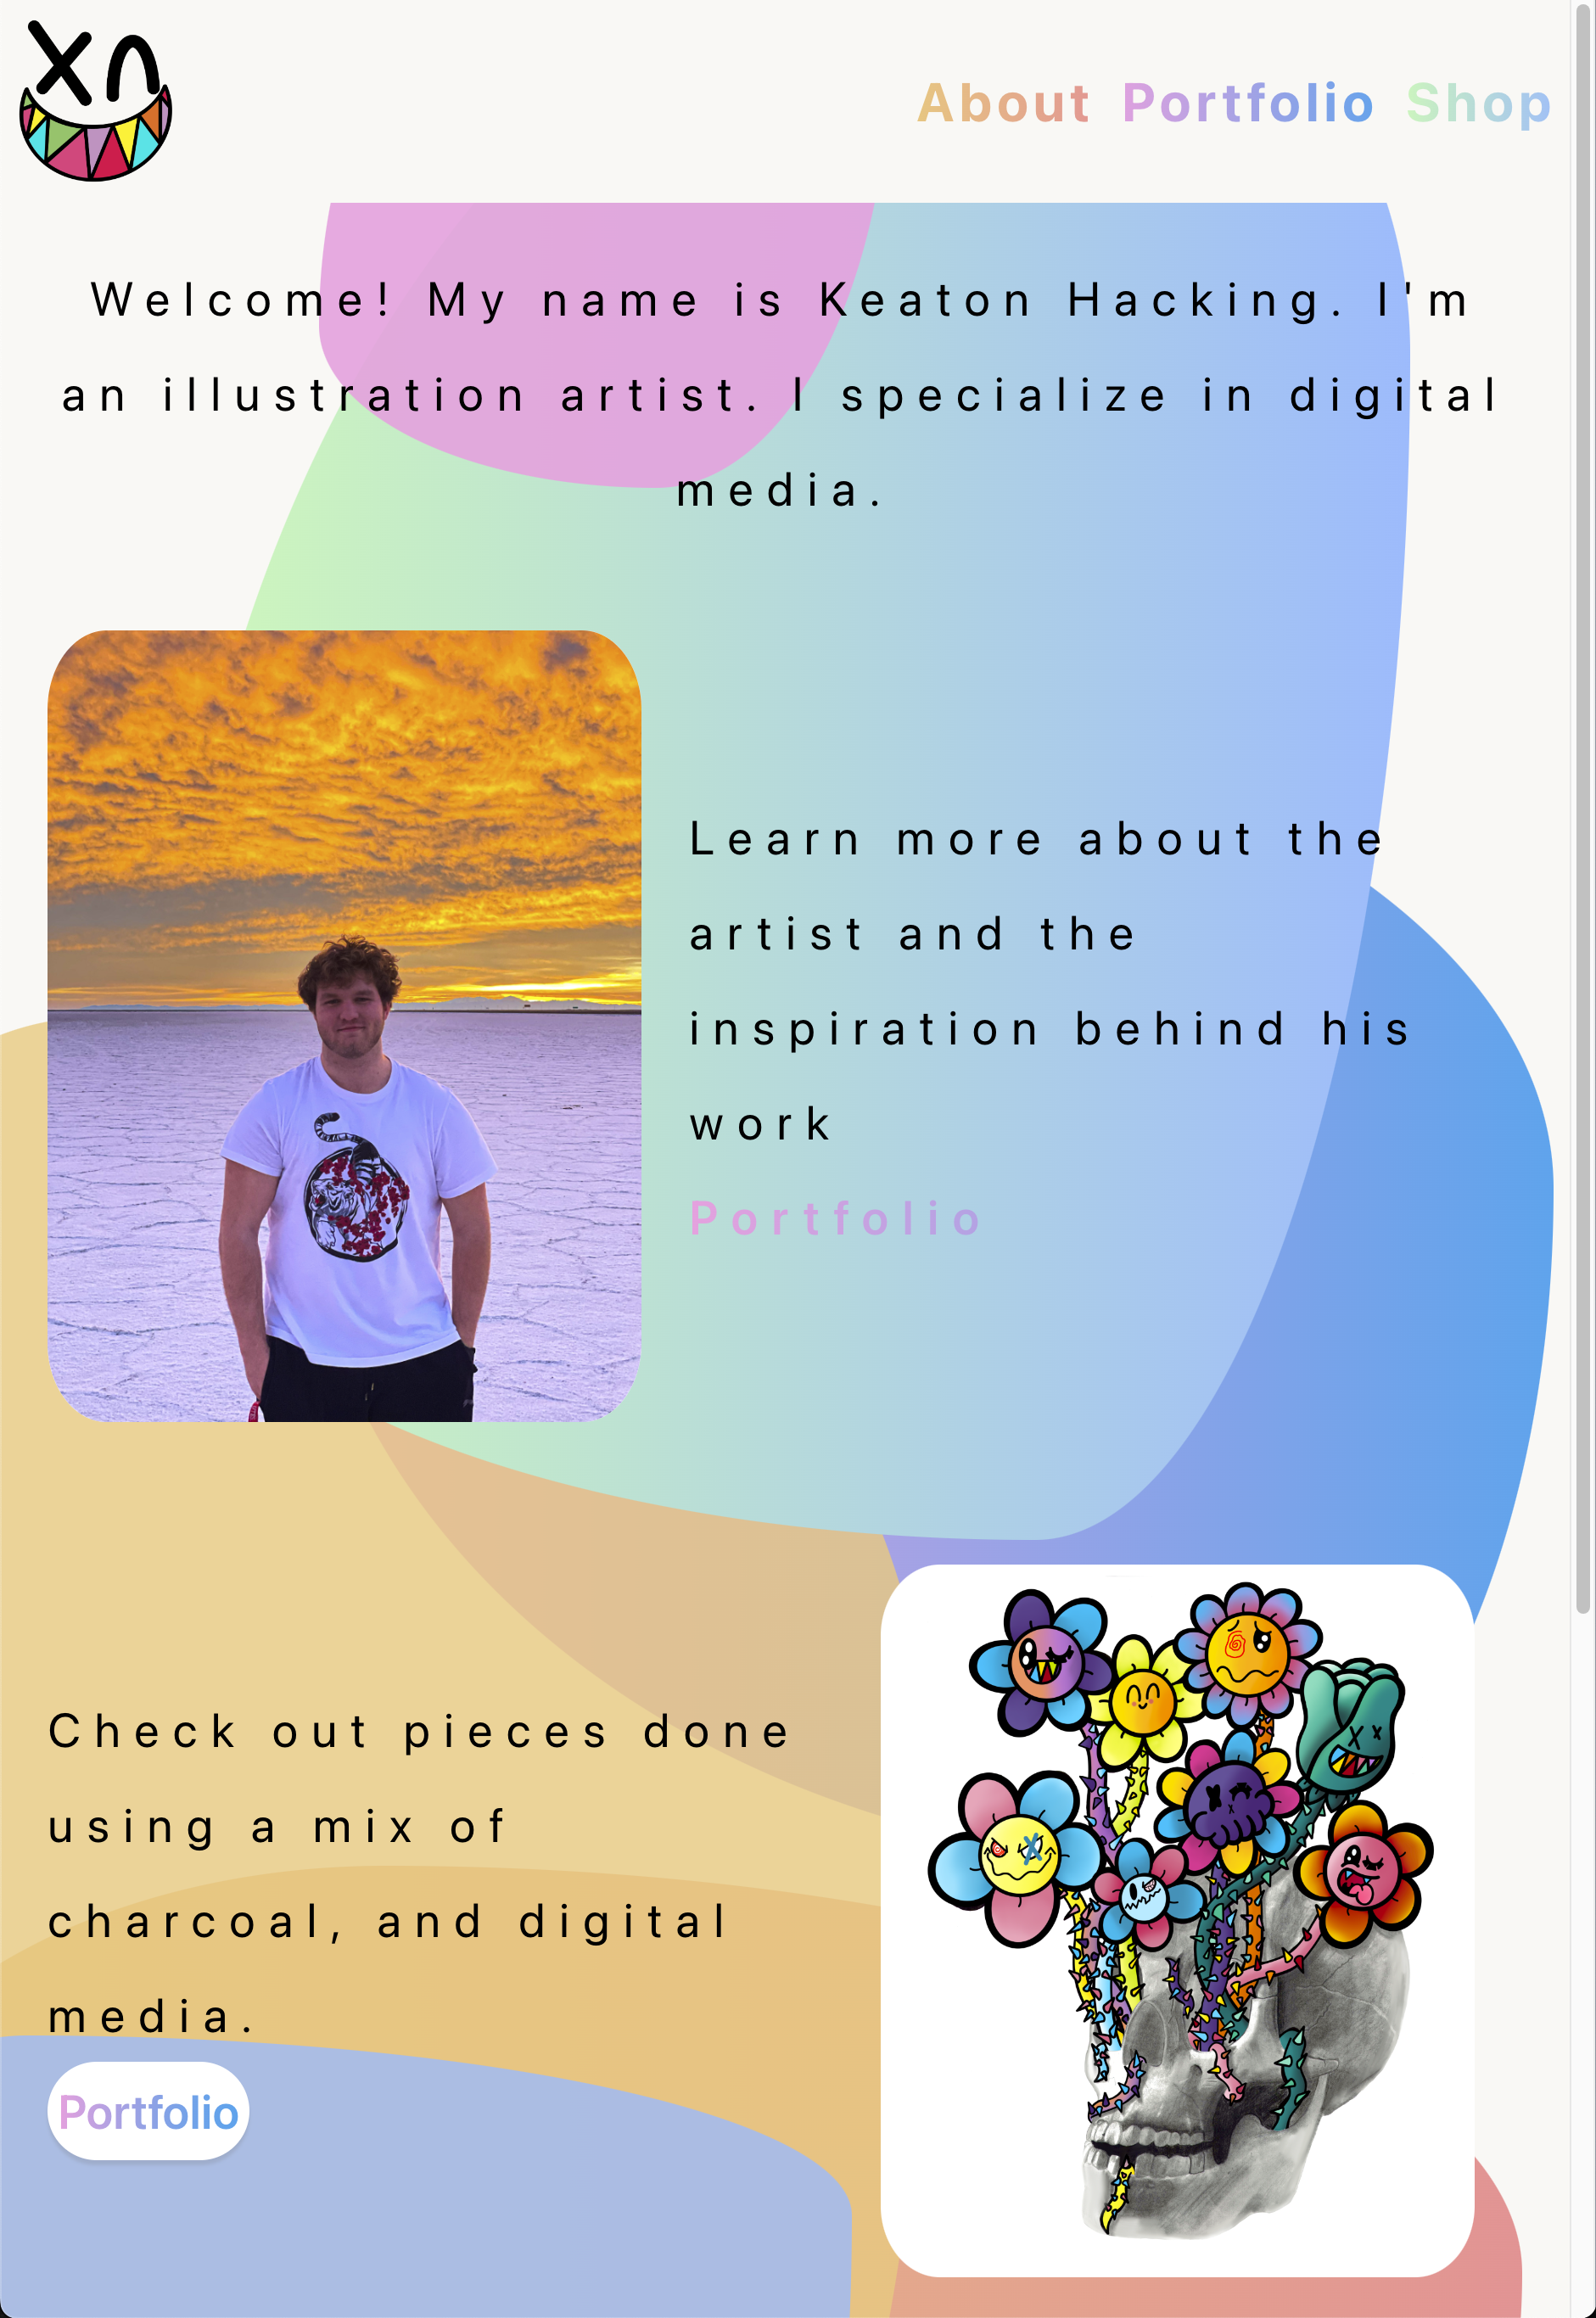 About Portfolio Shop
Welcome! My name is Keaton Hacking. I'm
an illustration artist. I specialize in digital
media.
Learn more about the
artist and the
inspiration behind his
work
Portfolio
Check out pieces done
using a mix of
charcoal, and digital
media.
Portfolio